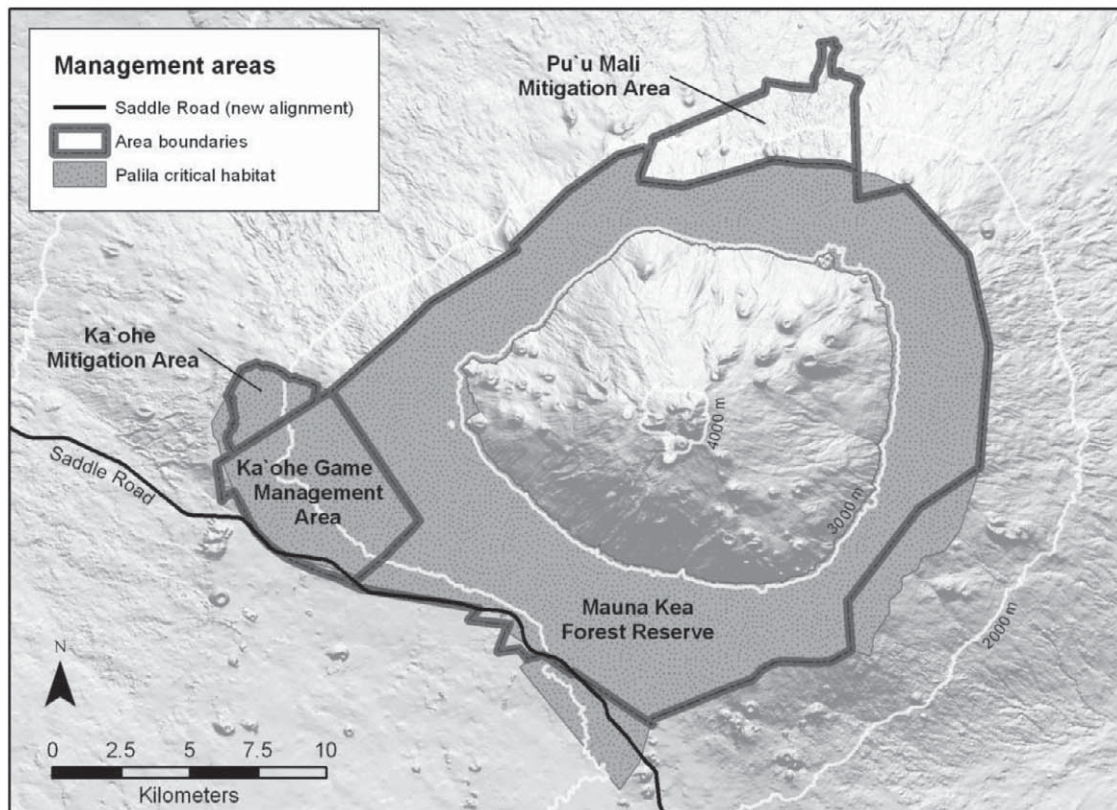 Management areas
Saddle Road (new alignment)
Area boundaries
Palila critical habitat
Pu`u Mali
Mitigation Area
Ka`ohe
Mitigation Area
Saddle Road
Ka`ohe Game
Management
Area
4000 m
3000 m
2000 m
Mauna Kea
Forest Reserve
N
0 2.5 5 7.5 10
Kilometers